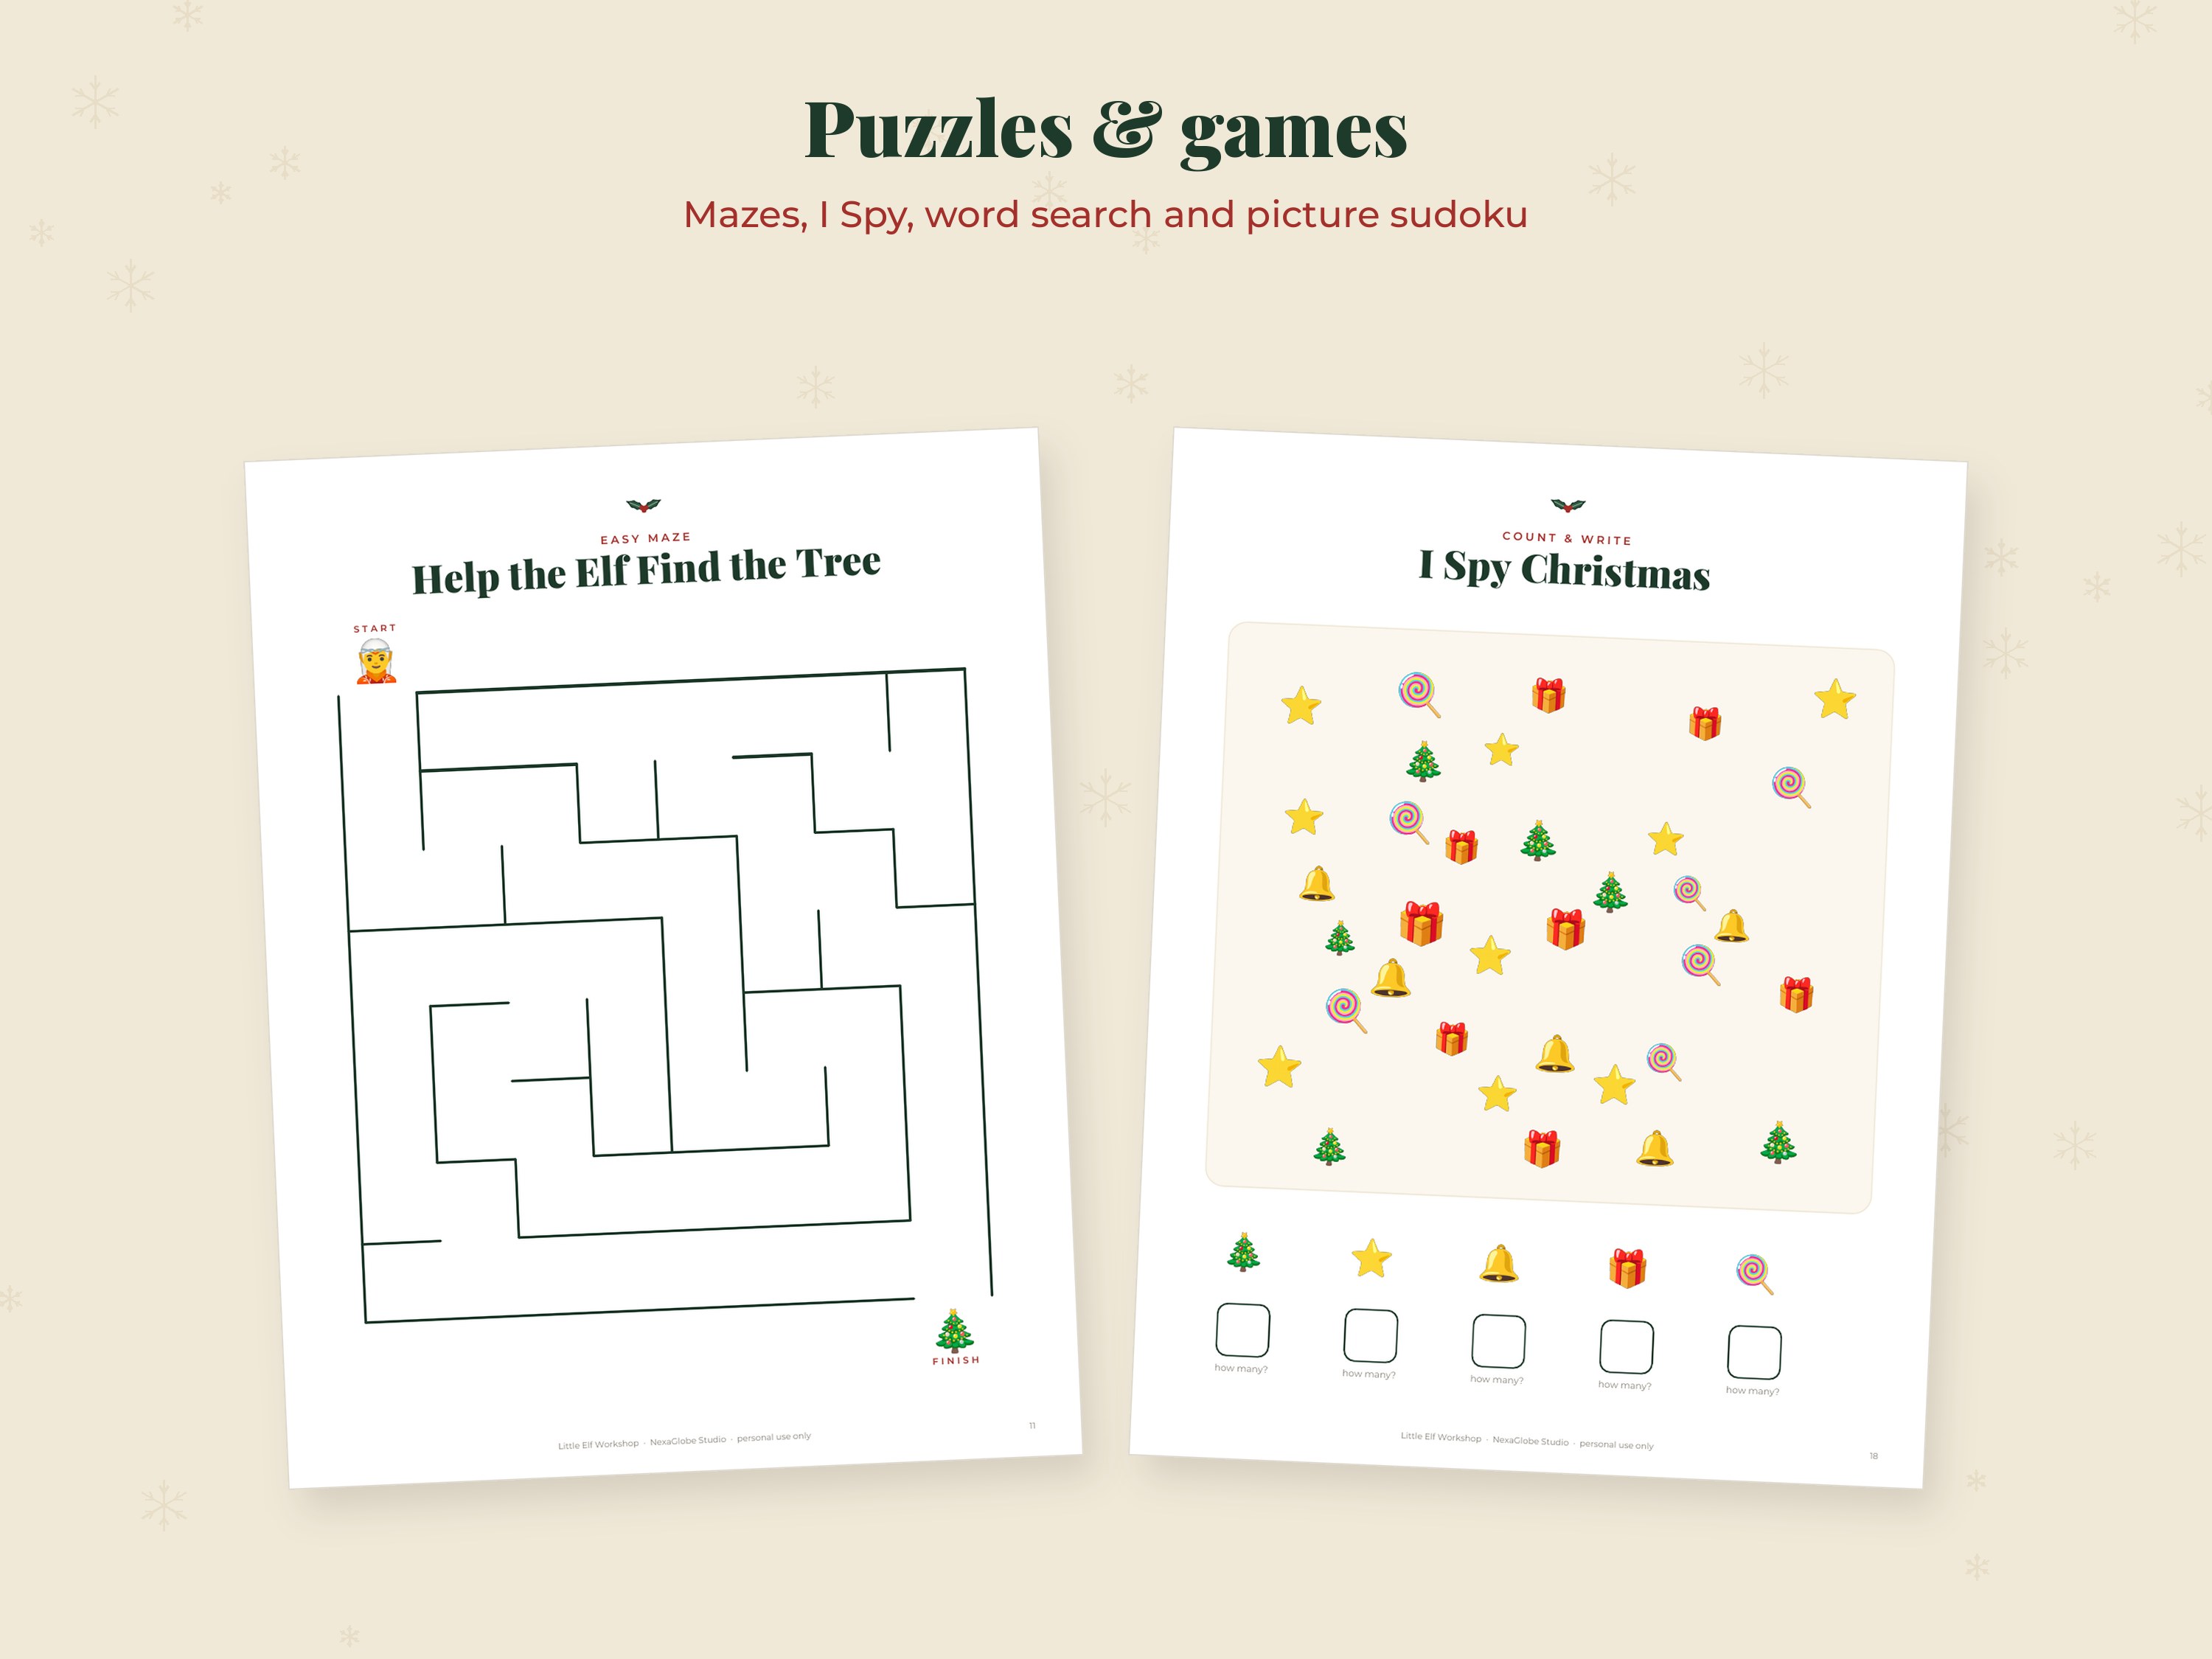 Puzzles & games
Mazes, I Spy, word search and picture sudoku
EASY MAZE
Help the Elf Find the Tree
START
FINISH
Little Elf Workshop · NexaGlobe Studio · personal use only
11
COUNT & WRITE
I Spy Christmas
how many?
how many?
how many?
how many?
how many?
Little Elf Workshop · NexaGlobe Studio · personal use only
18